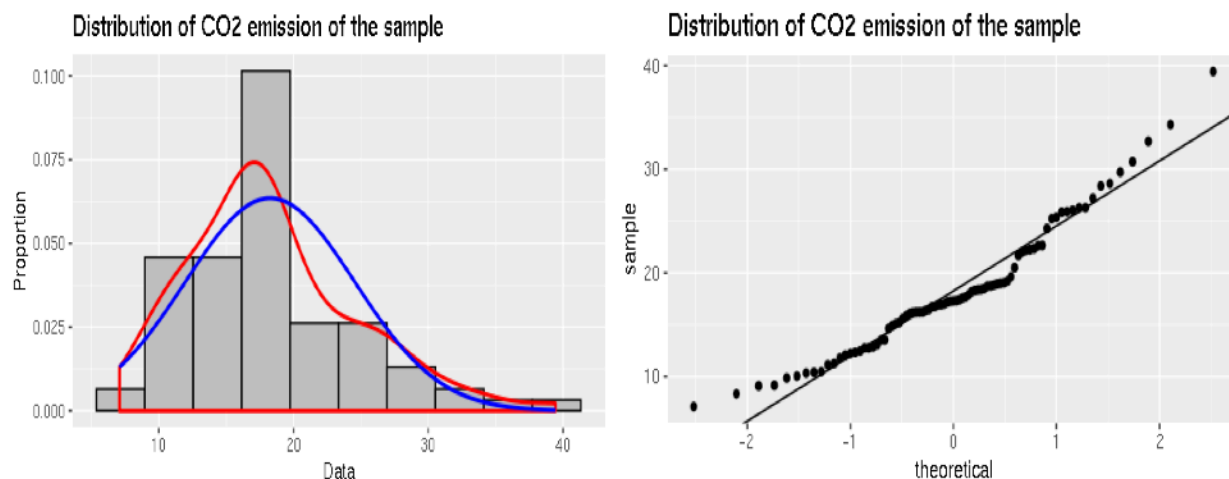 Distribution of CO2 emission of the sample
0.100
0.075
0.050
0.025
0.000
Proportion
10 20 30 40
Data
Distribution of CO2 emission of the sample
40
30
20
10
sample
-2 -1 0 1 2
theoretical